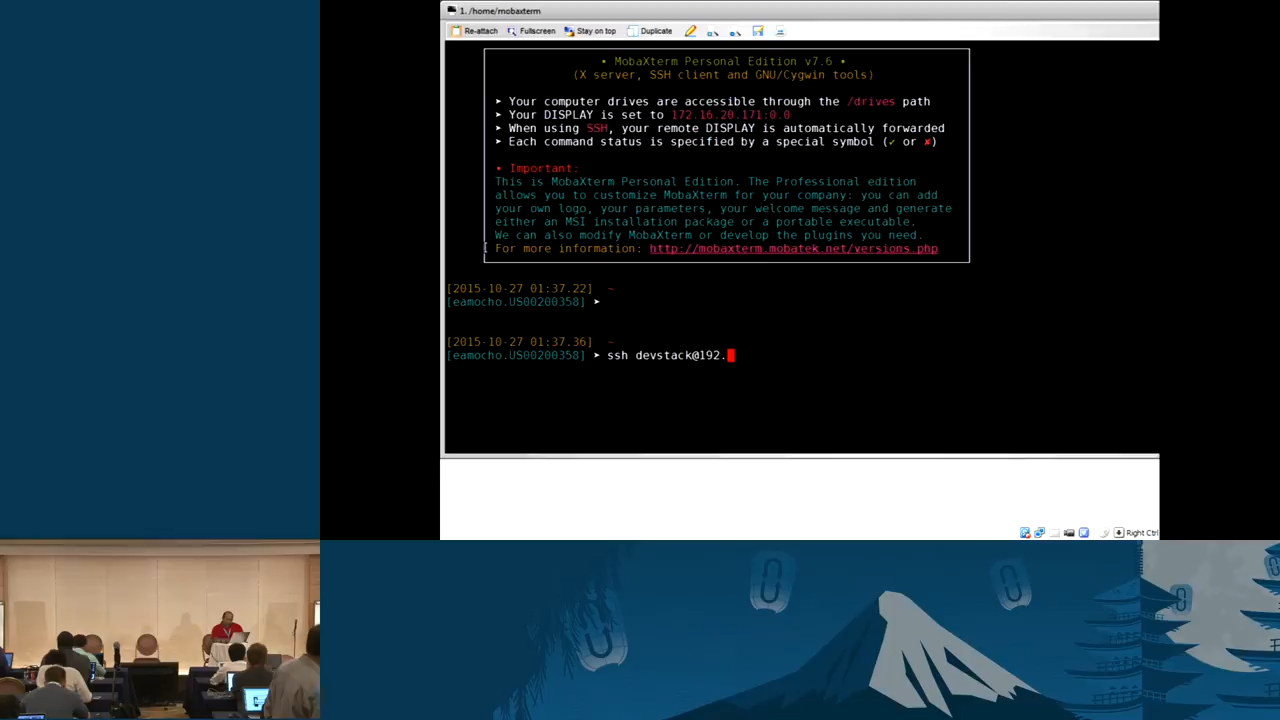 1. /home/mobaxterm
Re-attach Fullscreen Stay on top Duplicate
• MobaXterm Personal Edition v7.6 •
(X server, SSH client and GNU/Cygwin tools)
➤ Your computer drives are accessible through the /drives path
➤ Your DISPLAY is set to 172.16.20.171:0.0
➤ When using SSH, your remote DISPLAY is automatically forwarded
➤ Each command status is specified by a special symbol (✔ or ✘)
• Important:
This is MobaXterm Personal Edition. The Professional edition
allows you to customize MobaXterm for your company: you can add
your own logo, your parameters, your welcome message and generate
either an MSI installation package or a portable executable.
We can also modify MobaXterm or develop the plugins you need.
For more information: http://mobaxterm.mobatek.net/versions.php
[2015-10-27 01:37.22] ~
[eamocho.US00200358] ➤
[2015-10-27 01:37.36] ~
[eamocho.US00200358] ➤ ssh devstack@192.
Right Ctrl